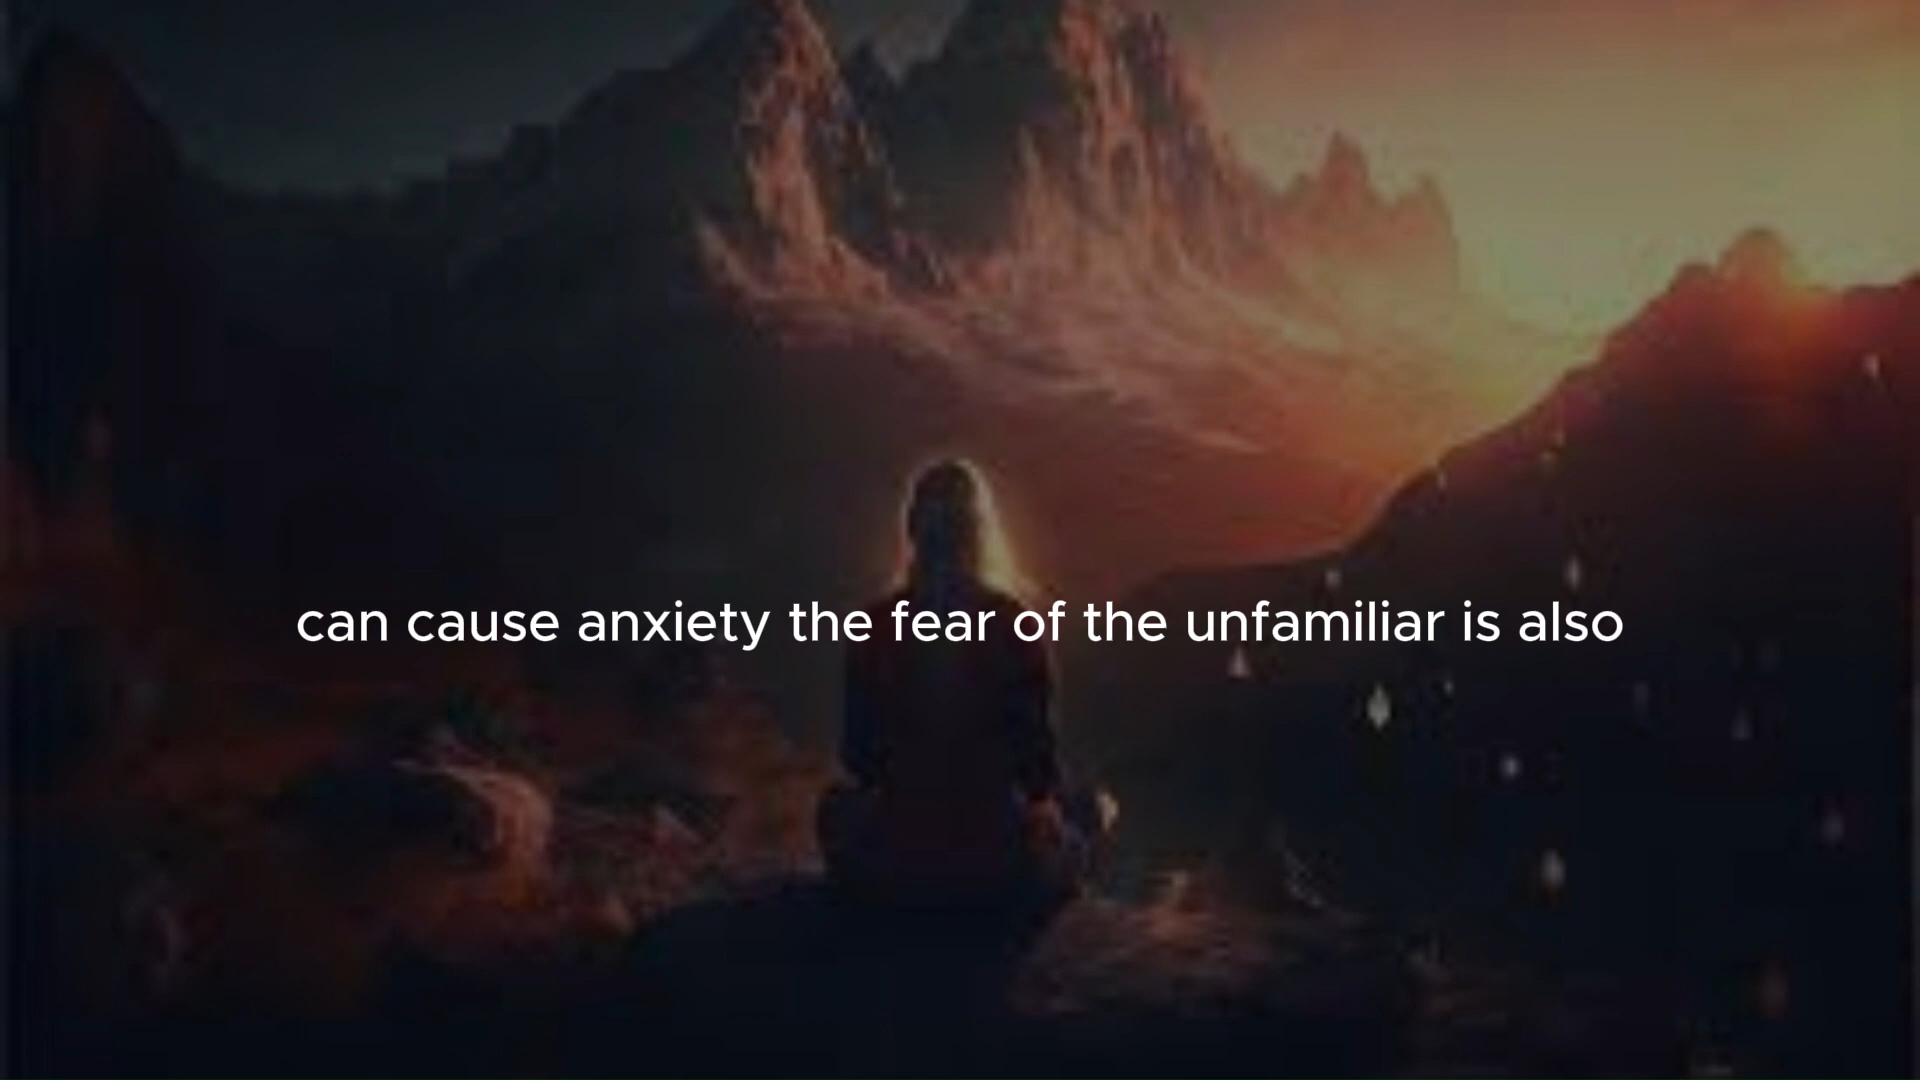 can cause anxiety the fear of the unfamiliar is also